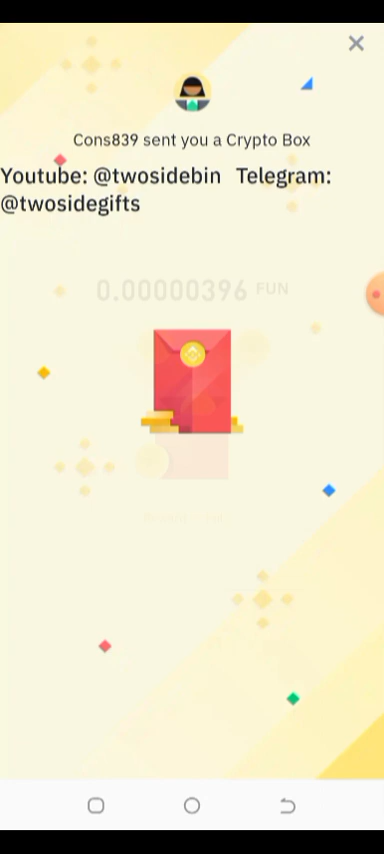 Cons839 sent you a Crypto Box
Youtube: @twosidebin Telegram:
@twosidegifts
0.00000396 FUN